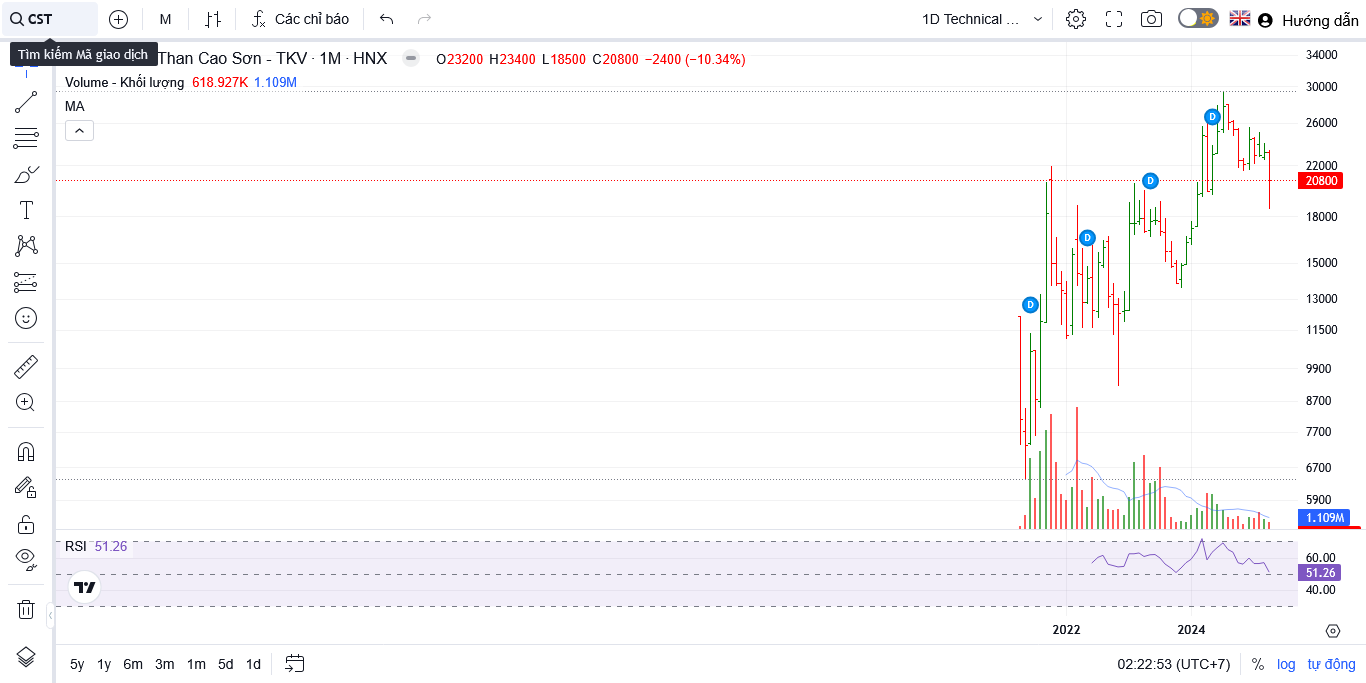 CST M Các chỉ báo 1D Technical ... Hướng dẫn
Tìm kiếm Mã giao dịch
Than Cao Sơn - TKV · 1M · HNX O23200 H23400 L18500 C20800 −2400 (−10.34%)
Volume - Khối lượng 618.927K 1.109M
MA
34000
30000
26000
22000
20800
18000
15000
13000
11500
9900
8700
7700
6700
5900
1.109M
D
D
D
D
RSI 51.26
60.00
51.26
40.00
2022 2024
5y 1y 6m 3m 1m 5d 1d 02:22:53 (UTC+7) % log tự động